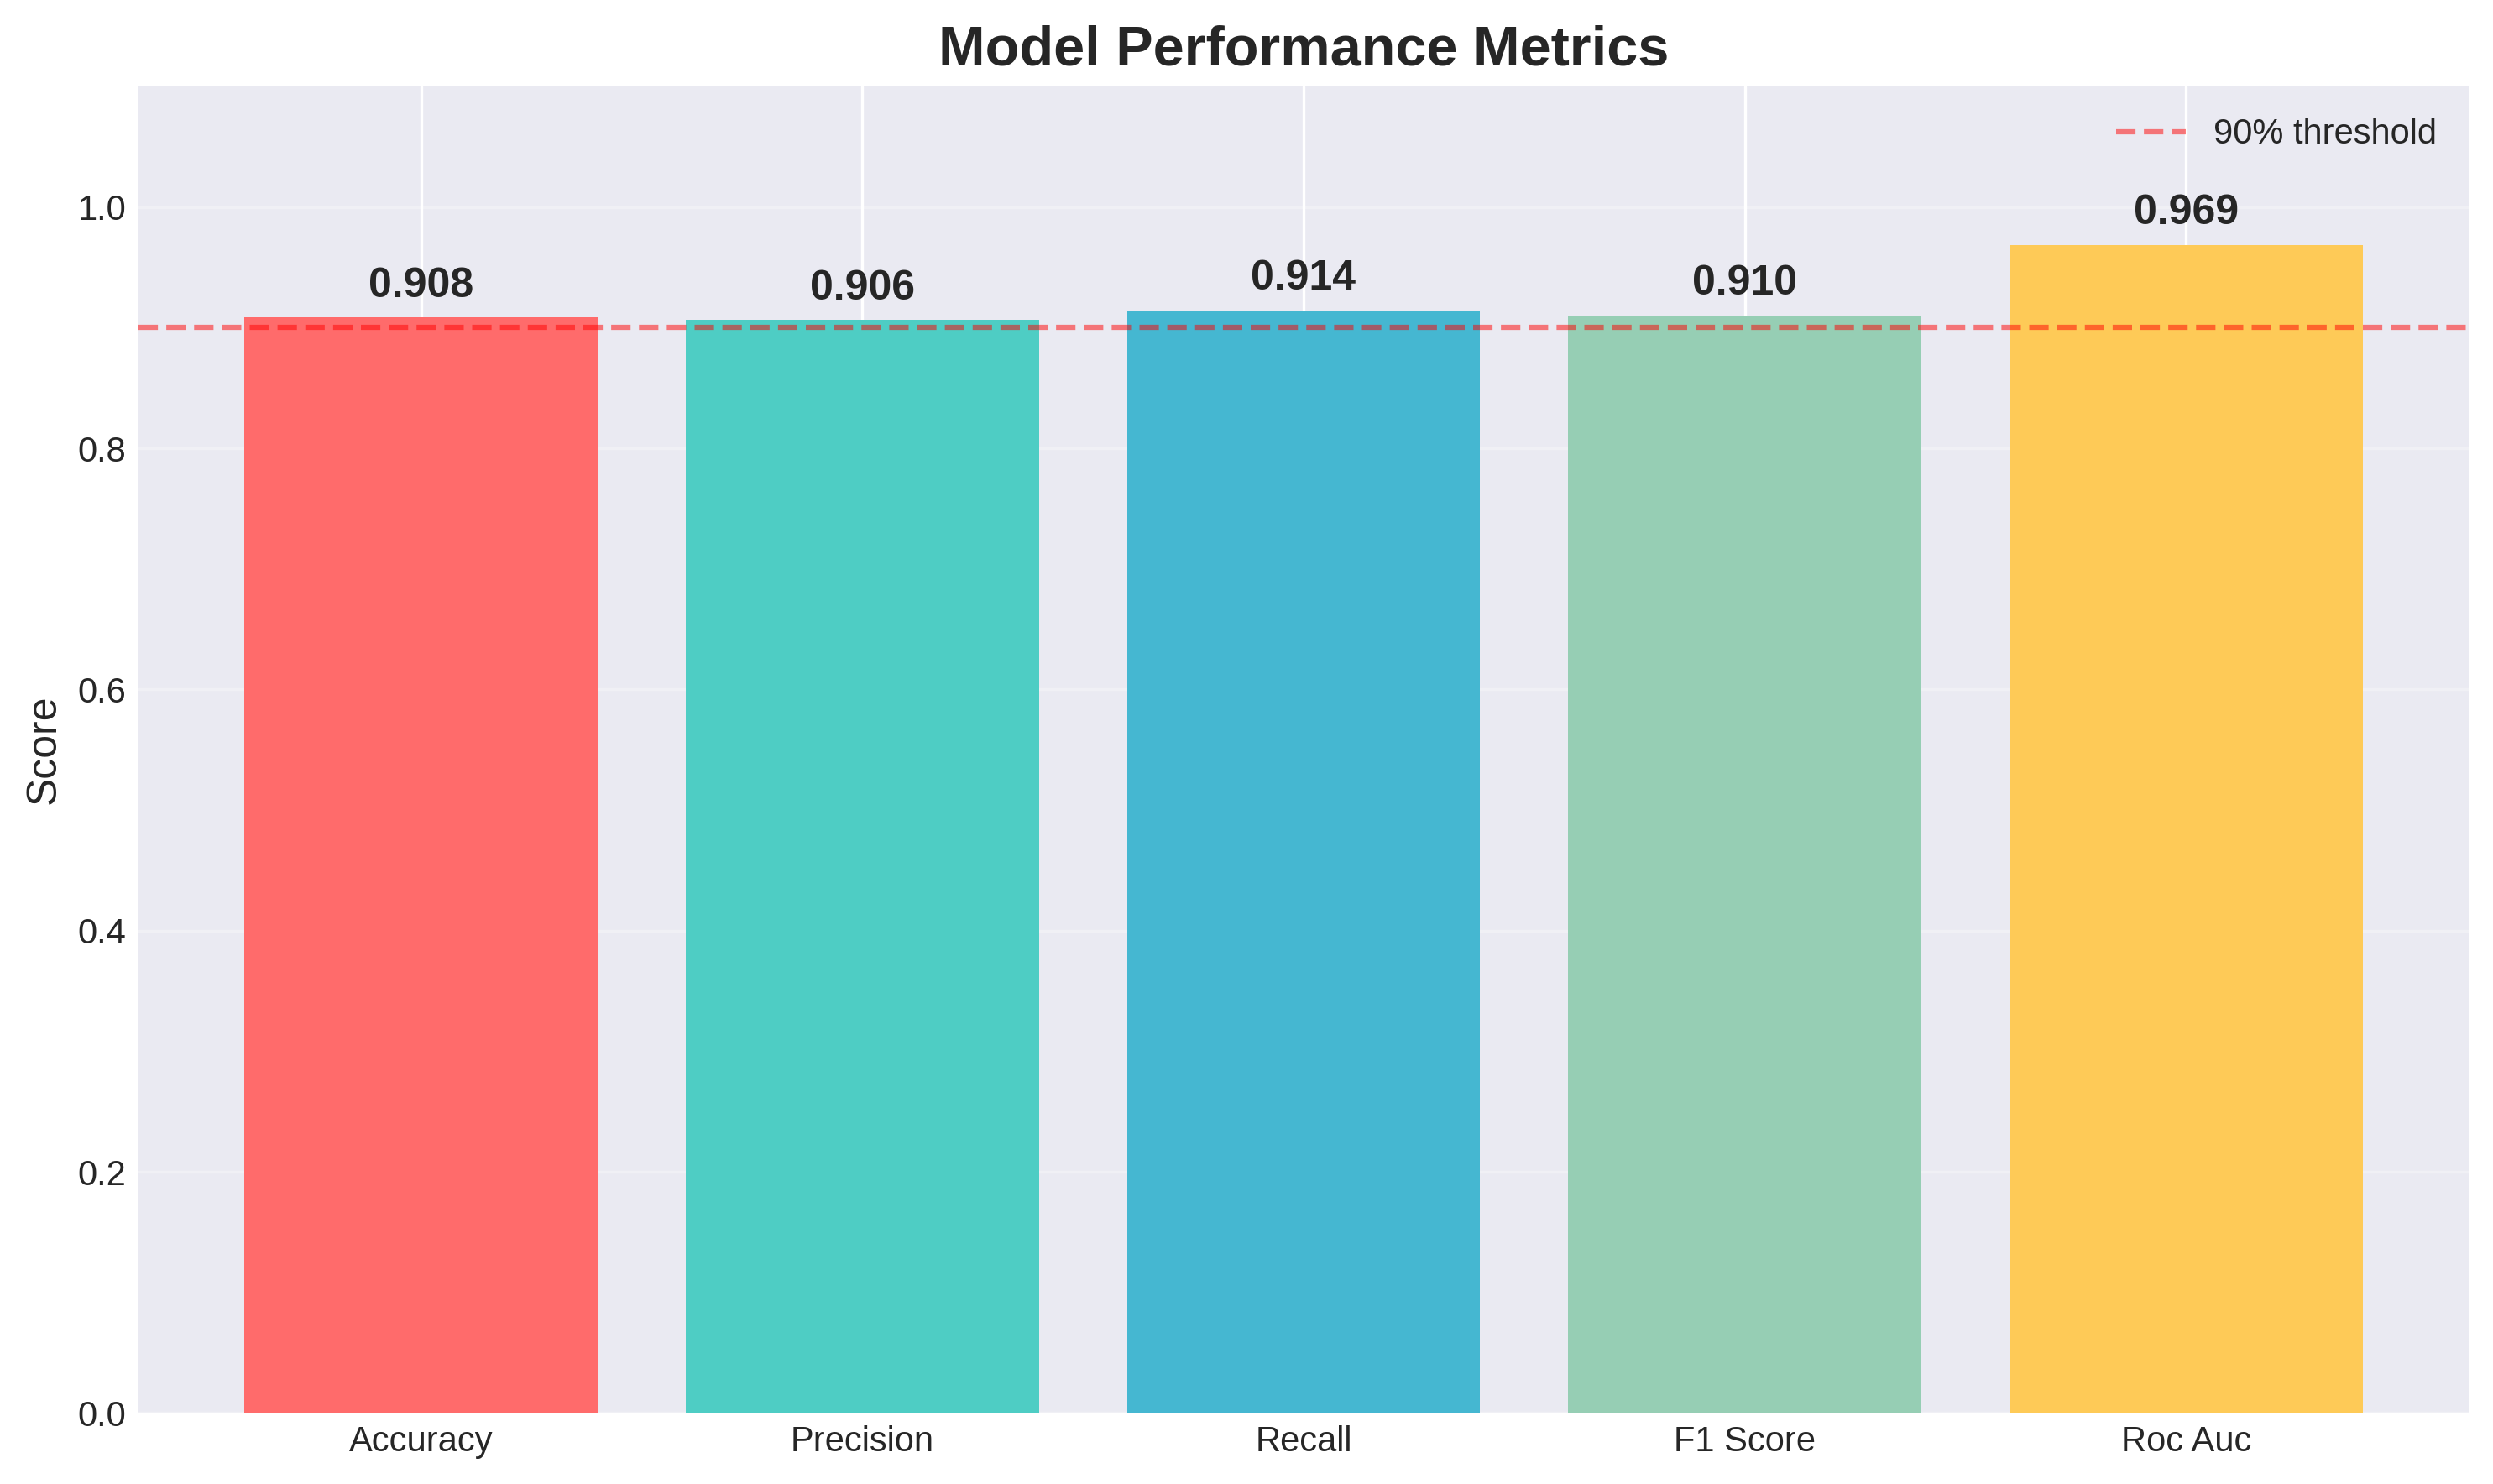 Model Performance Metrics
90% threshold
Score
1.0
0.8
0.6
0.4
0.2
0.0
0.908
0.906
0.914
0.910
0.969
Accuracy
Precision
Recall
F1 Score
Roc Auc